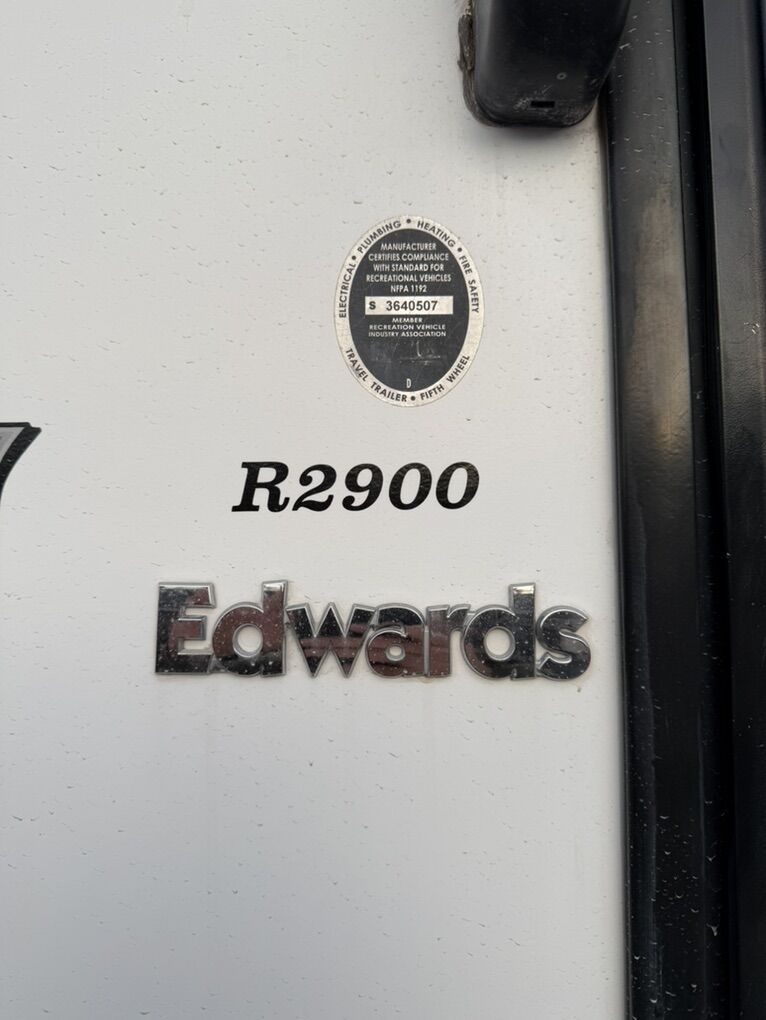 ELECTRICAL • PLUMBING • HEATING • FIRE SAFETY
MANUFACTURER
CERTIFIES COMPLIANCE
WITH STANDARD FOR
RECREATIONAL VEHICLES
NFPA 1192
S 3640507
MEMBER
RECREATION VEHICLE
INDUSTRY ASSOCIATION
D
TRAVEL TRAILER • FIFTH WHEEL
R2900
Edwards